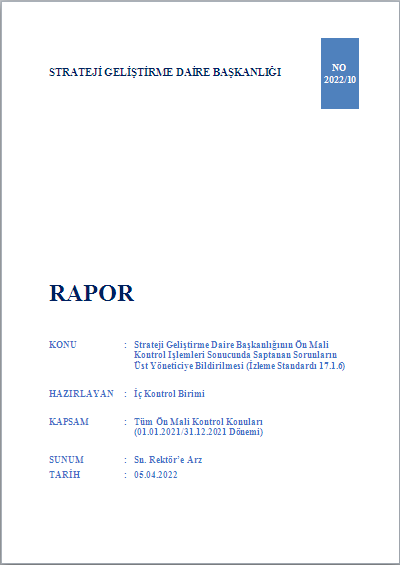 STRATEJİ GELİŞTİRME DAİRE BAŞKANLIĞI
NO
2022/10
RAPOR
KONU : Strateji Geliştirme Daire Başkanlığının Ön Mali
Kontrol İşlemleri Sonucunda Saptanan Sorunların
Üst Yöneticiye Bildirilmesi (İzleme Standardı 17.1.6)
HAZIRLAYAN : İç Kontrol Birimi
KAPSAM : Tüm Ön Mali Kontrol Konuları
(01.01.2021/31.12.2021 Dönemi)
SUNUM : Sn. Rektör’e Arz
TARİH : 05.04.2022